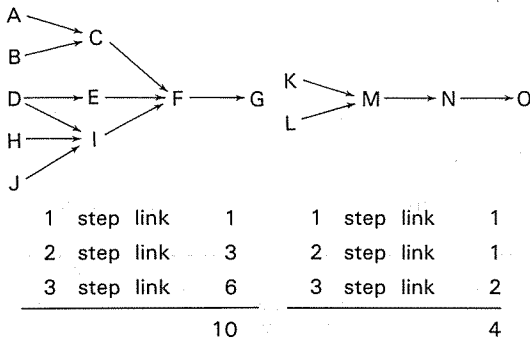 A
B
C
D E F G
H I
J
K
L
M N O
1 step link 1
2 step link 3
3 step link 6
10
1 step link 1
2 step link 1
3 step link 2
4